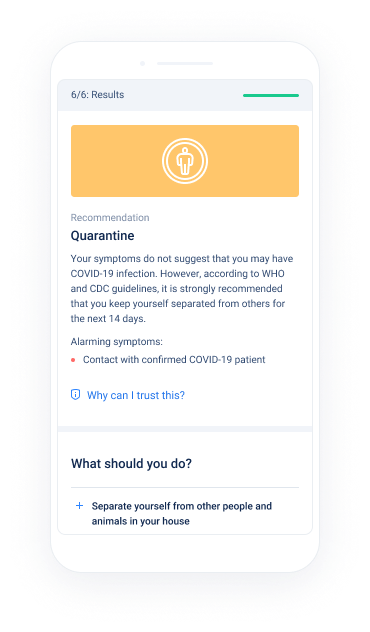 6/6: Results
Recommendation
Quarantine
Your symptoms do not suggest that you may have
COVID-19 infection. However, according to WHO
and CDC guidelines, it is strongly recommended
that you keep yourself separated from others for
the next 14 days.
Alarming symptoms:
Contact with confirmed COVID-19 patient
Why can I trust this?
What should you do?
Separate yourself from other people and
animals in your house